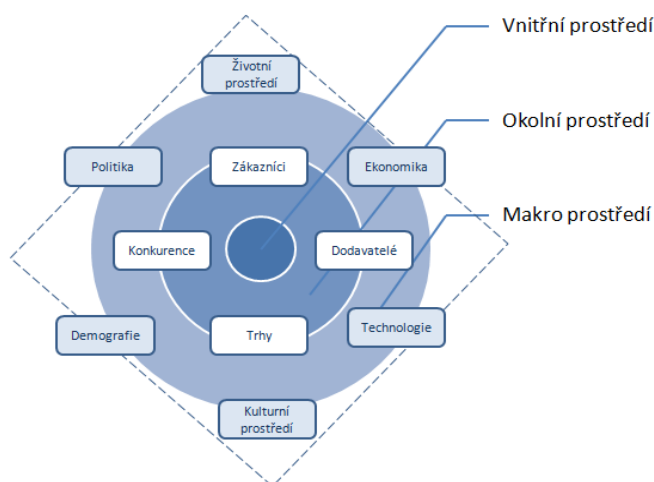 Vnitřní prostředí
Životní
prostředí
Okolní prostředí
Politika
Zákazníci
Ekonomika
Makro prostředí
Konkurence
Dodavatelé
Demografie
Trhy
Technologie
Kulturní
prostředí